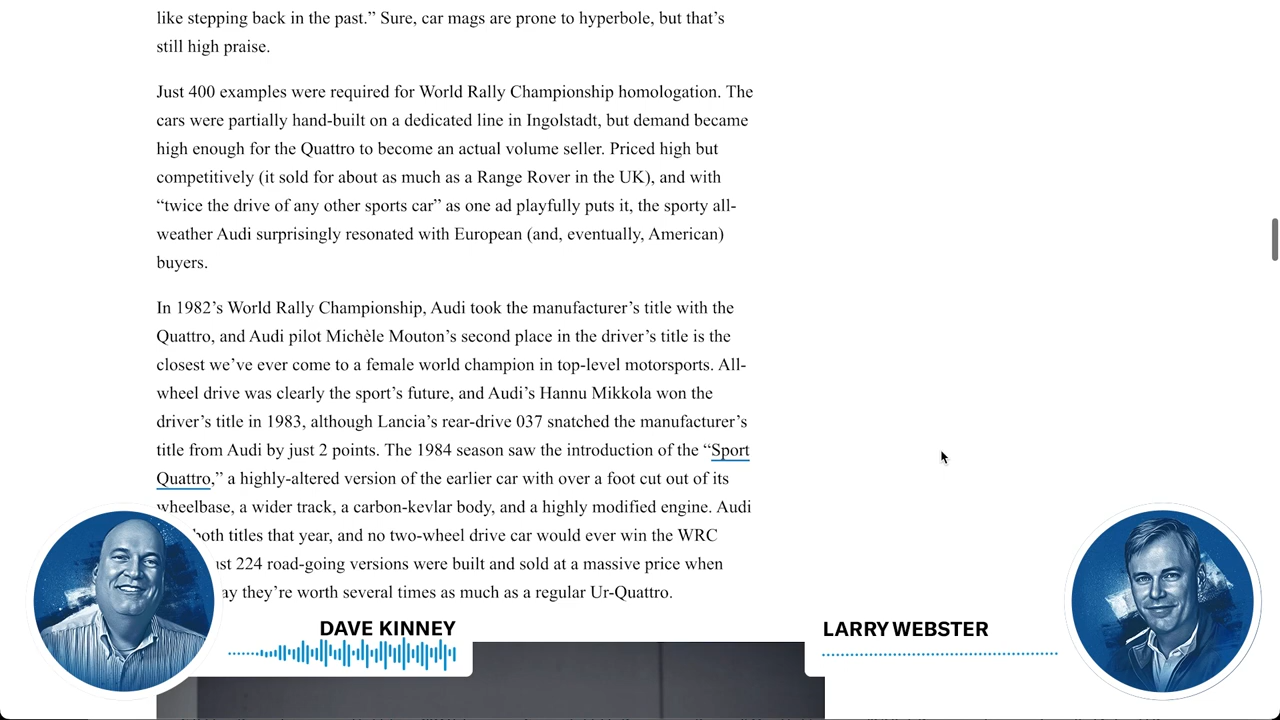 like stepping back in the past.” Sure, car mags are prone to hyperbole, but that’s
still high praise.
Just 400 examples were required for World Rally Championship homologation. The
cars were partially hand-built on a dedicated line in Ingolstadt, but demand became
high enough for the Quattro to become an actual volume seller. Priced high but
competitively (it sold for about as much as a Range Rover in the UK), and with
“twice the drive of any other sports car” as one ad playfully puts it, the sporty all-
weather Audi surprisingly resonated with European (and, eventually, American)
buyers.
In 1982’s World Rally Championship, Audi took the manufacturer’s title with the
Quattro, and Audi pilot Michèle Mouton’s second place in the driver’s title is the
closest we’ve ever come to a female world champion in top-level motorsports. All-
wheel drive was clearly the sport’s future, and Audi’s Hannu Mikkola won the
driver’s title in 1983, although Lancia’s rear-drive 037 snatched the manufacturer’s
title from Audi by just 2 points. The 1984 season saw the introduction of the “Sport
Quattro,” a highly-altered version of the earlier car with over a foot cut out of its
wheelbase, a wider track, a carbon-kevlar body, and a highly modified engine. Audi
both titles that year, and no two-wheel drive car would ever win the WRC
224 road-going versions were built and sold at a massive price when
they’re worth several times as much as a regular Ur-Quattro.
DAVE KINNEY
LARRY WEBSTER